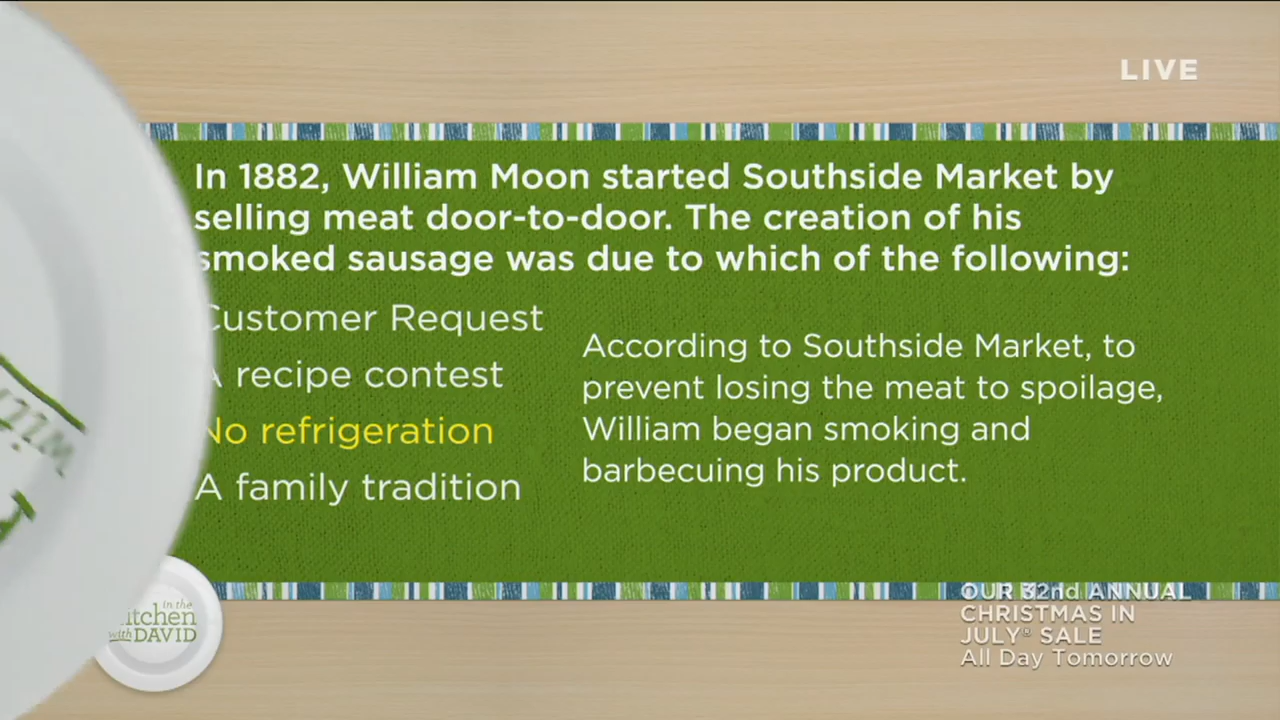 LIVE
In 1882, William Moon started Southside Market by
selling meat door-to-door. The creation of his
smoked sausage was due to which of the following:
Customer Request
A recipe contest
No refrigeration
A family tradition
According to Southside Market, to
prevent losing the meat to spoilage,
William began smoking and
barbecuing his product.
in the
kitchen
with DAVID
OUR 32nd ANNUAL
CHRISTMAS IN
JULY® SALE
All Day Tomorrow